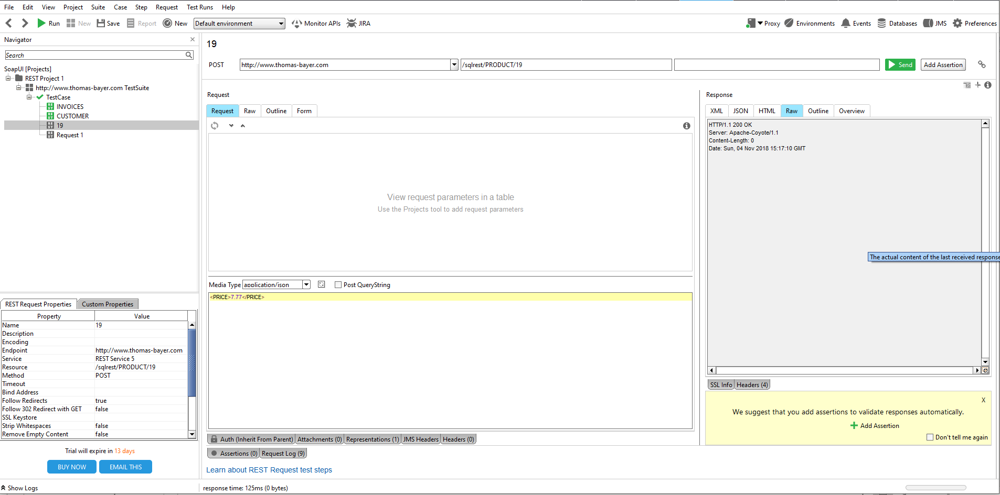 File Edit View Project Suite Case Step Request Test Runs Help
Run New Save Report New Default environment Monitor APIs JIRA Proxy Environments Events Databases JMS Preferences
Navigator
Search
SoapUI [Projects]
REST Project 1
http://www.thomas-bayer.com TestSuite
TestCase
INVOICES
CUSTOMER
19
Request 1
REST Request Properties Custom Properties
Property Value
Name 19
Description
Encoding
Endpoint http://www.thomas-bayer.com
Service REST Service 5
Resource /sqlrest/PRODUCT/19
Method POST
Timeout
Bind Address
Follow Redirects true
Follow 302 Redirect with GET false
SSL Keystore
Strip Whitespaces false
Remove Empty Content false
Trial will expire in 13 days
BUY NOW EMAIL THIS
Show Logs
19
POST http://www.thomas-bayer.com /sqlrest/PRODUCT/19 Send Add Assertion
Request
Request Raw Outline Form
View request parameters in a table
Use the Projects tool to add request parameters
Media Type application/json Post QueryString
<PRICE>7.77</PRICE>
Auth (Inherit From Parent) Attachments (0) Representations (1) JMS Headers Headers (0)
Assertions (0) Request Log (9)
Learn about REST Request test steps
response time: 125ms (0 bytes)
Response
XML JSON HTML Raw Outline Overview
HTTP/1.1 200 OK
Server: Apache-Coyote/1.1
Content-Length: 0
Date: Sun, 04 Nov 2018 15:17:10 GMT
The actual content of the last received response
SSL Info Headers (4)
X
We suggest that you add assertions to validate responses automatically.
Add Assertion
Don't tell me again